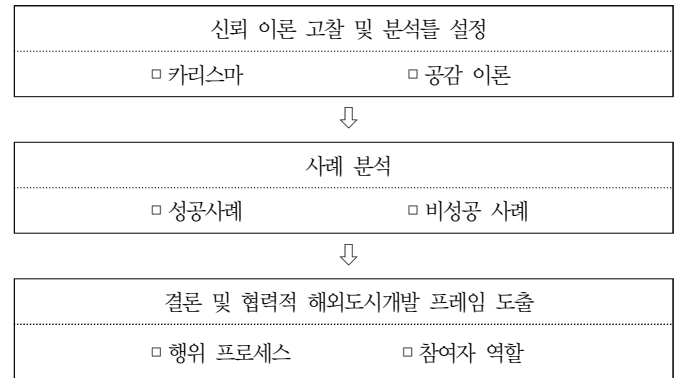 신뢰 이론 고찰 및 분석틀 설정
□ 카리스마 □ 공감 이론
⇩
사례 분석
□ 성공사례 □ 비성공 사례
⇩
결론 및 협력적 해외도시개발 프레임 도출
□ 행위 프로세스 □ 참여자 역할